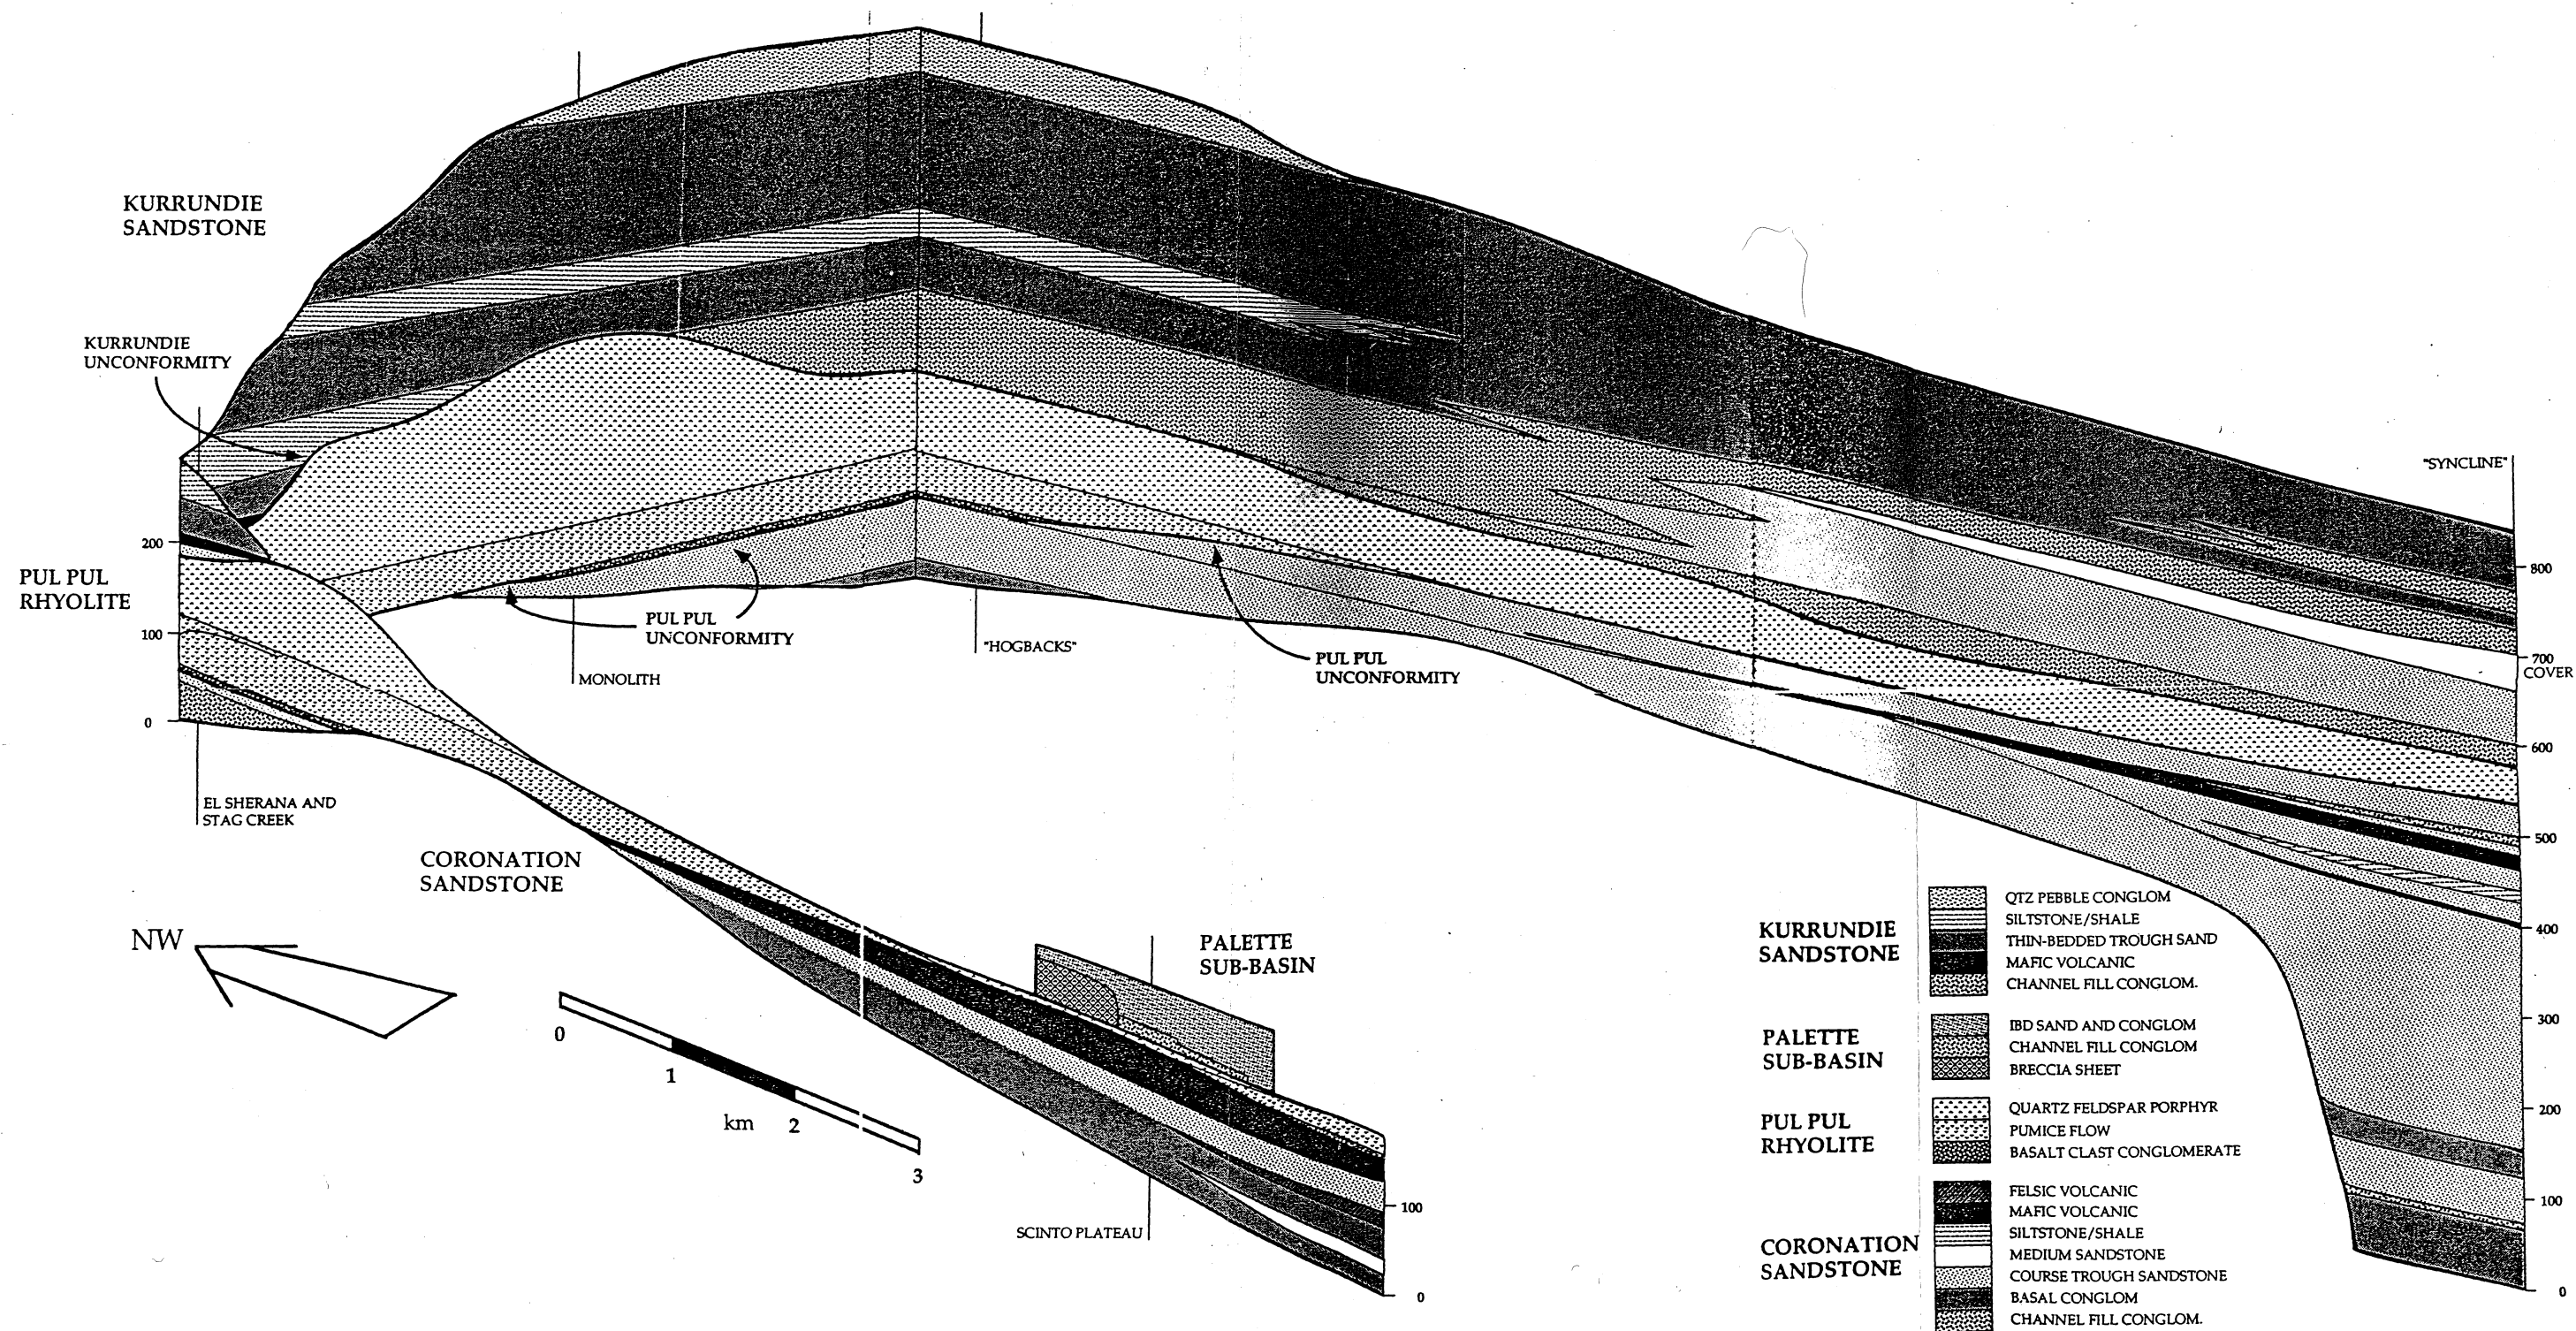 KURRUNDIE
SANDSTONE
KURRUNDIE
UNCONFORMITY
200
100
0
PUL PUL
RHYOLITE
EL SHERANA AND
STAG CREEK
PUL PUL
UNCONFORMITY
MONOLITH
"HOGBACKS"
PUL PUL
UNCONFORMITY
"SYNCLINE"
800
700
COVER
600
500
400
300
200
100
0
CORONATION
SANDSTONE
NW
0
1
km
2
3
PALETTE
SUB-BASIN
SCINTO PLATEAU
100
0
KURRUNDIE
SANDSTONE
QTZ PEBBLE CONGLOM
SILTSTONE/SHALE
THIN-BEDDED TROUGH SAND
MAFIC VOLCANIC
CHANNEL FILL CONGLOM.
PALETTE
SUB-BASIN
IBD SAND AND CONGLOM
CHANNEL FILL CONGLOM
BRECCIA SHEET
PUL PUL
RHYOLITE
QUARTZ FELDSPAR PORPHYR
PUMICE FLOW
BASALT CLAST CONGLOMERATE
CORONATION
SANDSTONE
FELSIC VOLCANIC
MAFIC VOLCANIC
SILTSTONE/SHALE
MEDIUM SANDSTONE
COURSE TROUGH SANDSTONE
BASAL CONGLOM
CHANNEL FILL CONGLOM.